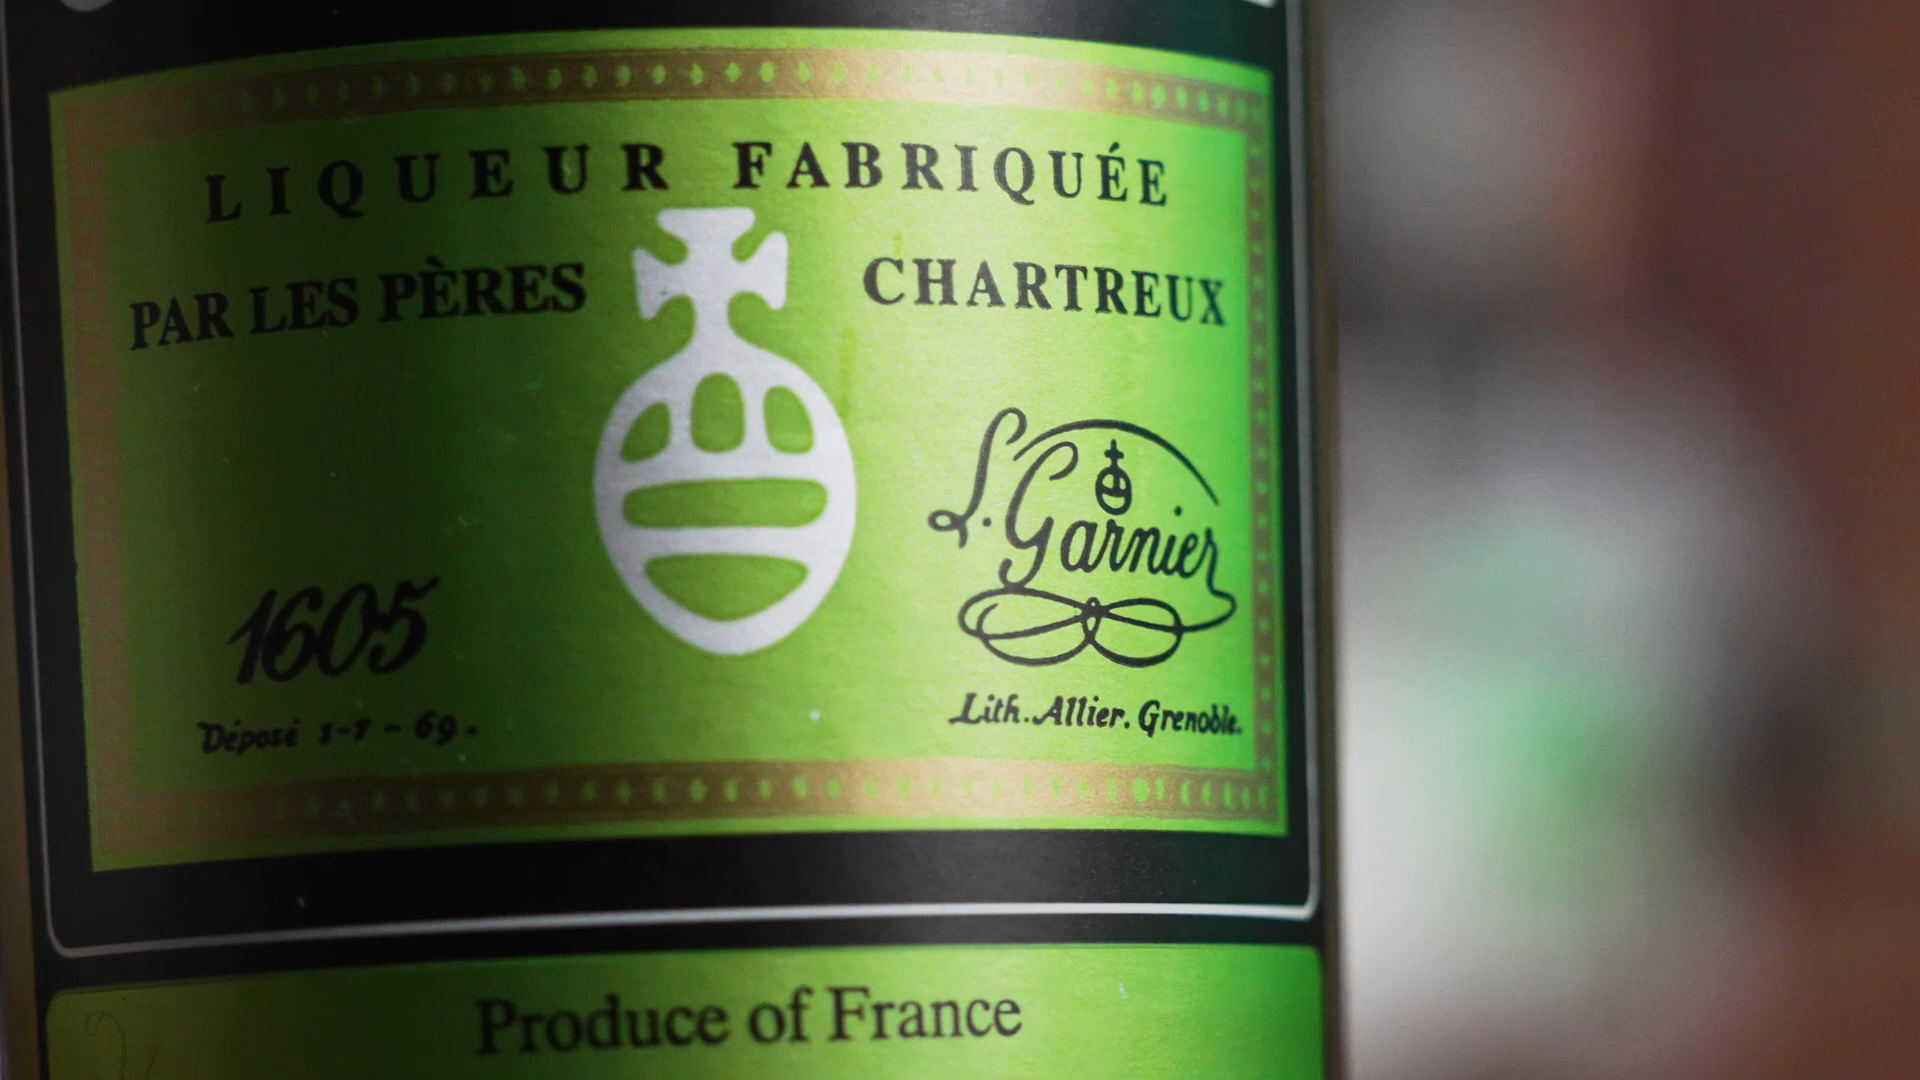 LIQUEUR FABRIQUÉE
PAR LES PÈRES CHARTREUX
L. Garnier
1605
Déposé 1-7-69.
Lith. Allier. Grenoble.
Produce of France